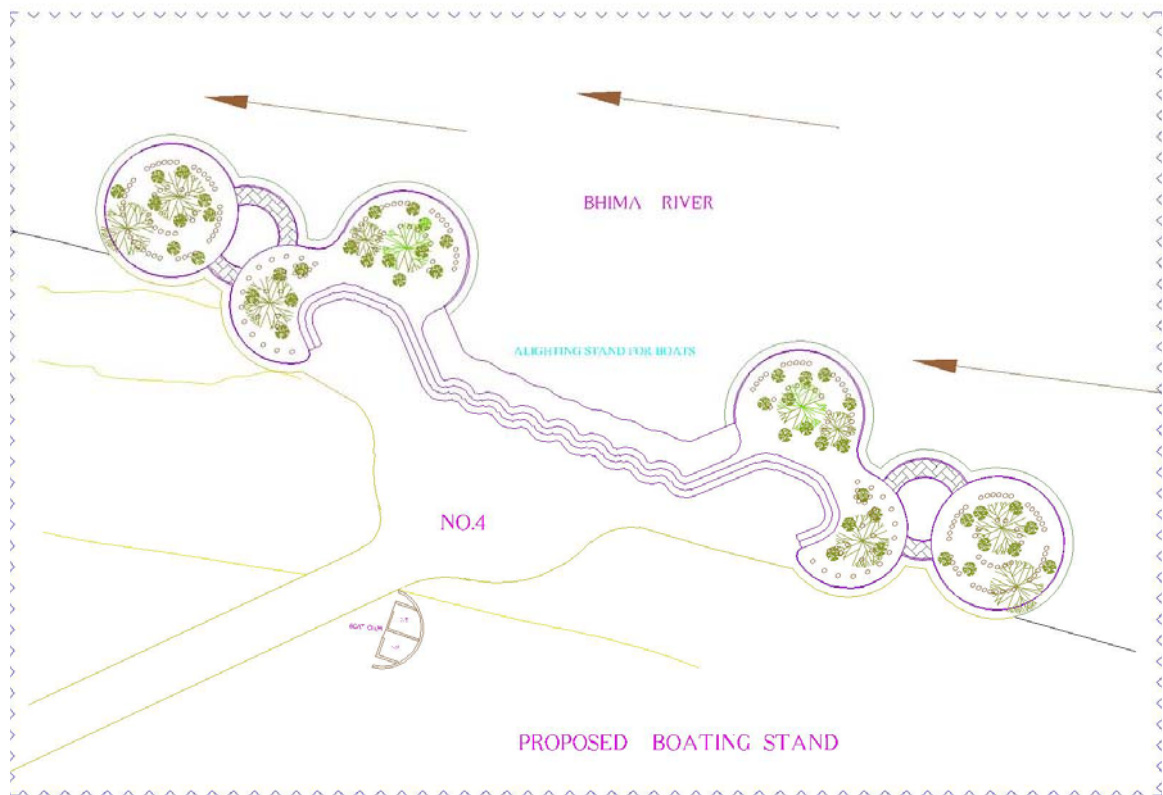 BHIMA RIVER
ALIGHTING STAND FOR BOATS
NO.4
PROPOSED BOATING STAND